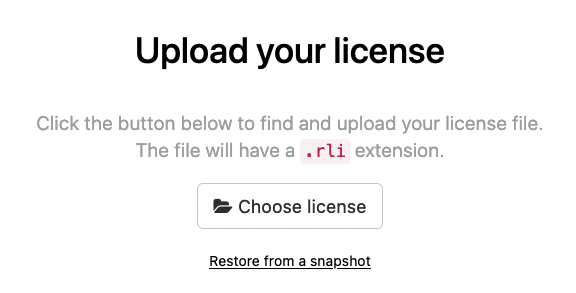 Upload your license
Click the button below to find and upload your license file.
The file will have a .rli extension.
Choose license
Restore from a snapshot